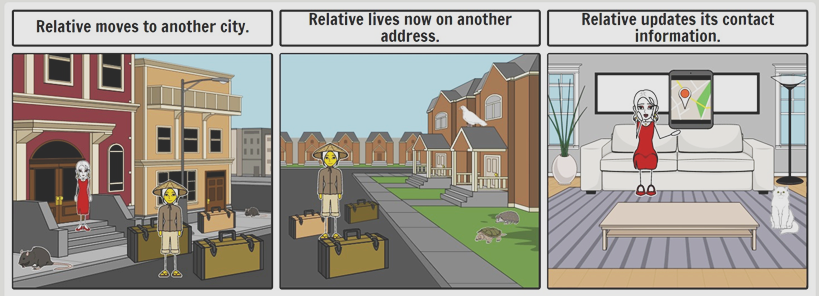 Relative moves to another city.
Relative lives now on another
address.
Relative updates its contact
information.